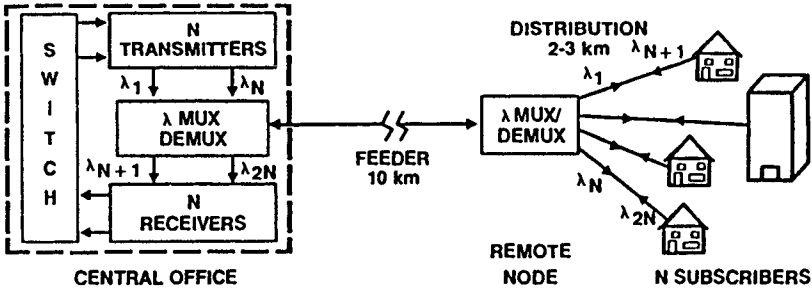 SWITCH
N
TRANSMITTERS
λ1
λN
λ MUX
DEMUX
λN+1
λ2N
N
RECEIVERS
CENTRAL OFFICE
FEEDER
10 km
λ MUX/
DEMUX
REMOTE
NODE
DISTRIBUTION
2-3 km
λ1
λN+1
λN
λ2N
N SUBSCRIBERS